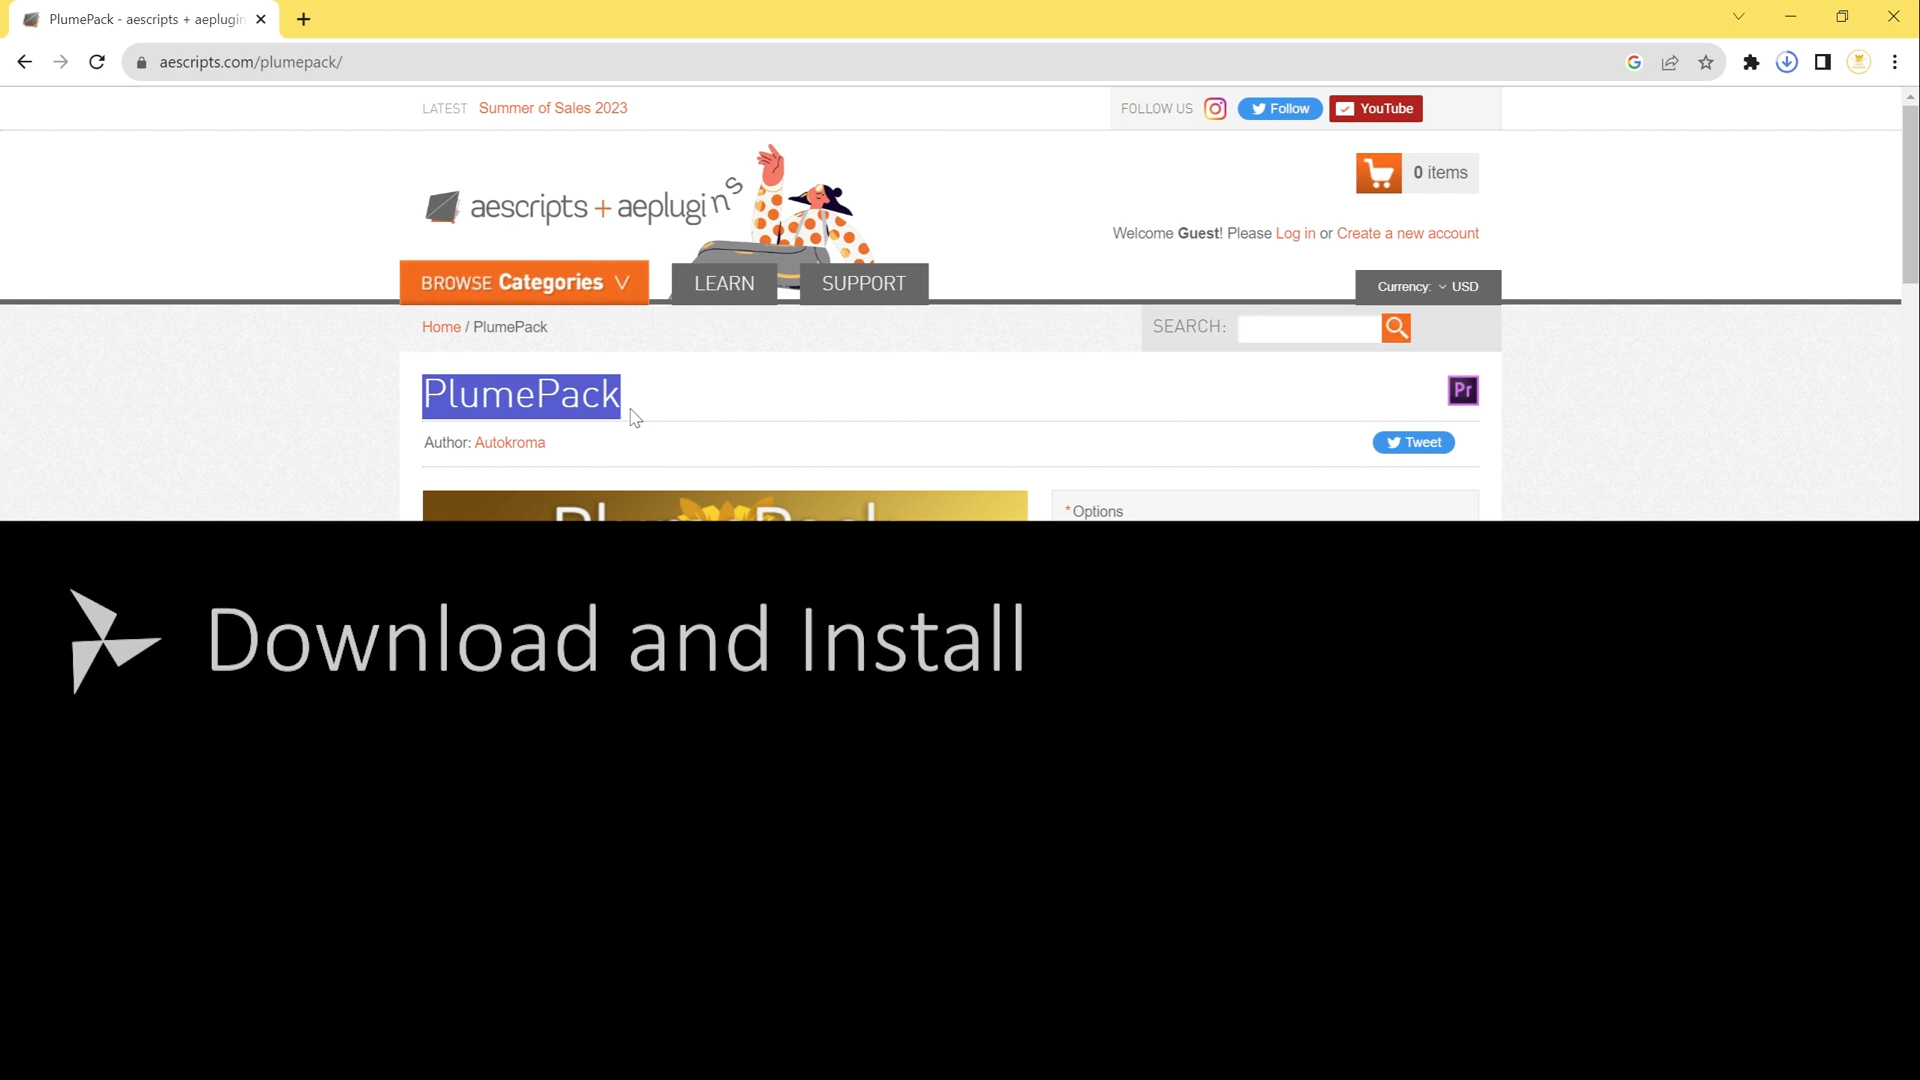 PlumePack - aescripts + aeplugin
aescripts.com/plumepack/
LATEST Summer of Sales 2023
FOLLOW US Follow YouTube
aescripts + aeplugins
0 items
Welcome Guest! Please Log in or Create a new account
BROWSE Categories V LEARN SUPPORT
Currency: USD
Home / PlumePack
SEARCH:
PlumePack
Pr
Author: Autokroma
Tweet
*Options
Download and Install